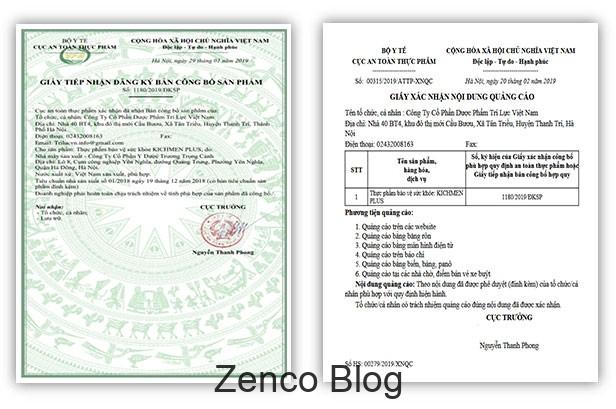 BỘ Y TẾ
CỤC AN TOÀN THỰC PHẨM
CỘNG HÒA XÃ HỘI CHỦ NGHĨA VIỆT NAM
Độc lập - Tự do - Hạnh phúc
Hà Nội, ngày 29 tháng 01 năm 2019
GIẤY TIẾP NHẬN ĐĂNG KÝ BẢN CÔNG BỐ SẢN PHẨM
Số: 1180/2019/ĐKSP
Cục an toàn thực phẩm xác nhận đã nhận Bản công bố sản phẩm của:
Tổ chức, cá nhân: Công Ty Cổ Phần Dược Phẩm Trí Lực Việt Nam
Địa chỉ: Nhà 40 BT4, khu đô thị mới Cầu Bươu, Xã Tân Triều, Huyện Thanh Trì, Thành
Phố Hà Nội.
Điện thoại: 02432008163 Fax:
Email: Trilucvn.info@gmail.com
Cho sản phẩm: Thực phẩm bảo vệ sức khỏe KICHMEN PLUS, do:
Nhà máy sản xuất - Công Ty Cổ Phần Y Dược Trương Trọng Cảnh
Địa chỉ: Lô 8, Cụm công nghiệp Yên Nghĩa, đường Quang Trung, Phường Yên Nghĩa,
Quận Hà Đông, Hà Nội.
Nước xuất xứ: Việt Nam sản xuất, phù hợp.
Tiêu chuẩn nhà sản xuất số 01/2018 ngày 19 tháng 12 năm 2018 (có bản tiêu chuẩn sản phẩm
đính kèm)
Doanh nghiệp phải hoàn toàn chịu trách nhiệm về tính phù hợp của sản phẩm đã công bố.
Nơi nhận:
- Tổ chức, cá nhân;
- Lưu trữ.
CỤC TRƯỞNG
Nguyễn Thanh Phong
BỘ Y TẾ
CỤC AN TOÀN THỰC PHẨM
Số: 00315/2019/ATTP-XNQC
CỘNG HÒA XÃ HỘI CHỦ NGHĨA VIỆT NAM
Độc lập - Tự do - Hạnh phúc
Hà Nội, ngày 02 tháng 02 năm 2019
GIẤY XÁC NHẬN NỘI DUNG QUẢNG CÁO
Tên tổ chức, cá nhân : Công Ty Cổ Phần Dược Phẩm Trí Lực Việt Nam
Địa chỉ: Nhà 40 BT4, khu đô thị mới Cầu Bươu, Xã Tân Triều, Huyện Thanh Trì, Hà
Nội
Điện thoại: 02432008163 Fax:
STT
Tên sản phẩm,
hàng hóa,
dịch vụ
Số, ký hiệu của Giấy xác nhận công bố
phù hợp quy định an toàn thực phẩm hoặc
Giấy tiếp nhận bản công bố hợp quy
1
Thực phẩm bảo vệ sức khỏe: KICHMEN
PLUS
1180/2019/ĐKSP
Phương tiện quảng cáo:
1. Quảng cáo trên các website
2. Quảng cáo bằng băng rôn
3. Quảng cáo bằng màn hình điện tử
4. Quảng cáo trên báo chí
5. Quảng cáo bằng biển, bảng, panô
6. Quảng cáo tại các nhà chờ, điểm bán vé xe buýt
Nội dung quảng cáo: Theo nội dung đã được phê duyệt (đính kèm) của tổ chức/cá
nhân phù hợp với quy định hiện hành.
Tổ chức/cá nhân có trách nhiệm quảng cáo đúng nội dung đã được xác nhận.
CỤC TRƯỞNG
Nguyễn Thanh Phong
Số HS: 00279/2019/XNQC
Zenco Blog